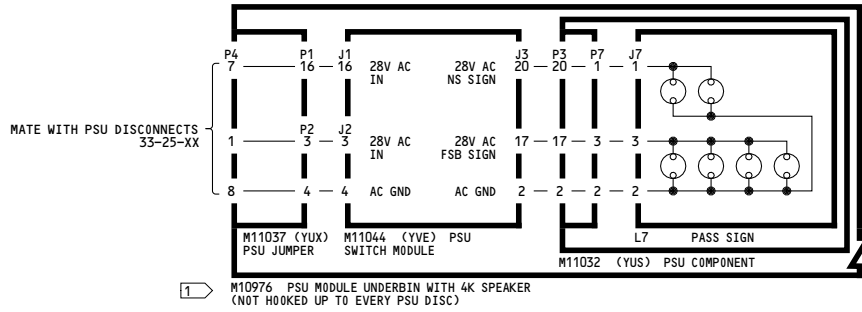 P4 P1 J1 J3 P3 P7 J7
7 16 16 28V AC 28V AC 20 20 1 1
IN NS SIGN
MATE WITH PSU DISCONNECTS
33-25-XX
P2 J2
1 3 3 28V AC 28V AC 17 17 3 3
IN FSB SIGN
8 4 4 AC GND AC GND 2 2 2 2
M11037 (YUX) M11044 (YVE) PSU L7 PASS SIGN
PSU JUMPER SWITCH MODULE
M11032 (YUS) PSU COMPONENT
1 M10976 PSU MODULE UNDERBIN WITH 4K SPEAKER
(NOT HOOKED UP TO EVERY PSU DISC)